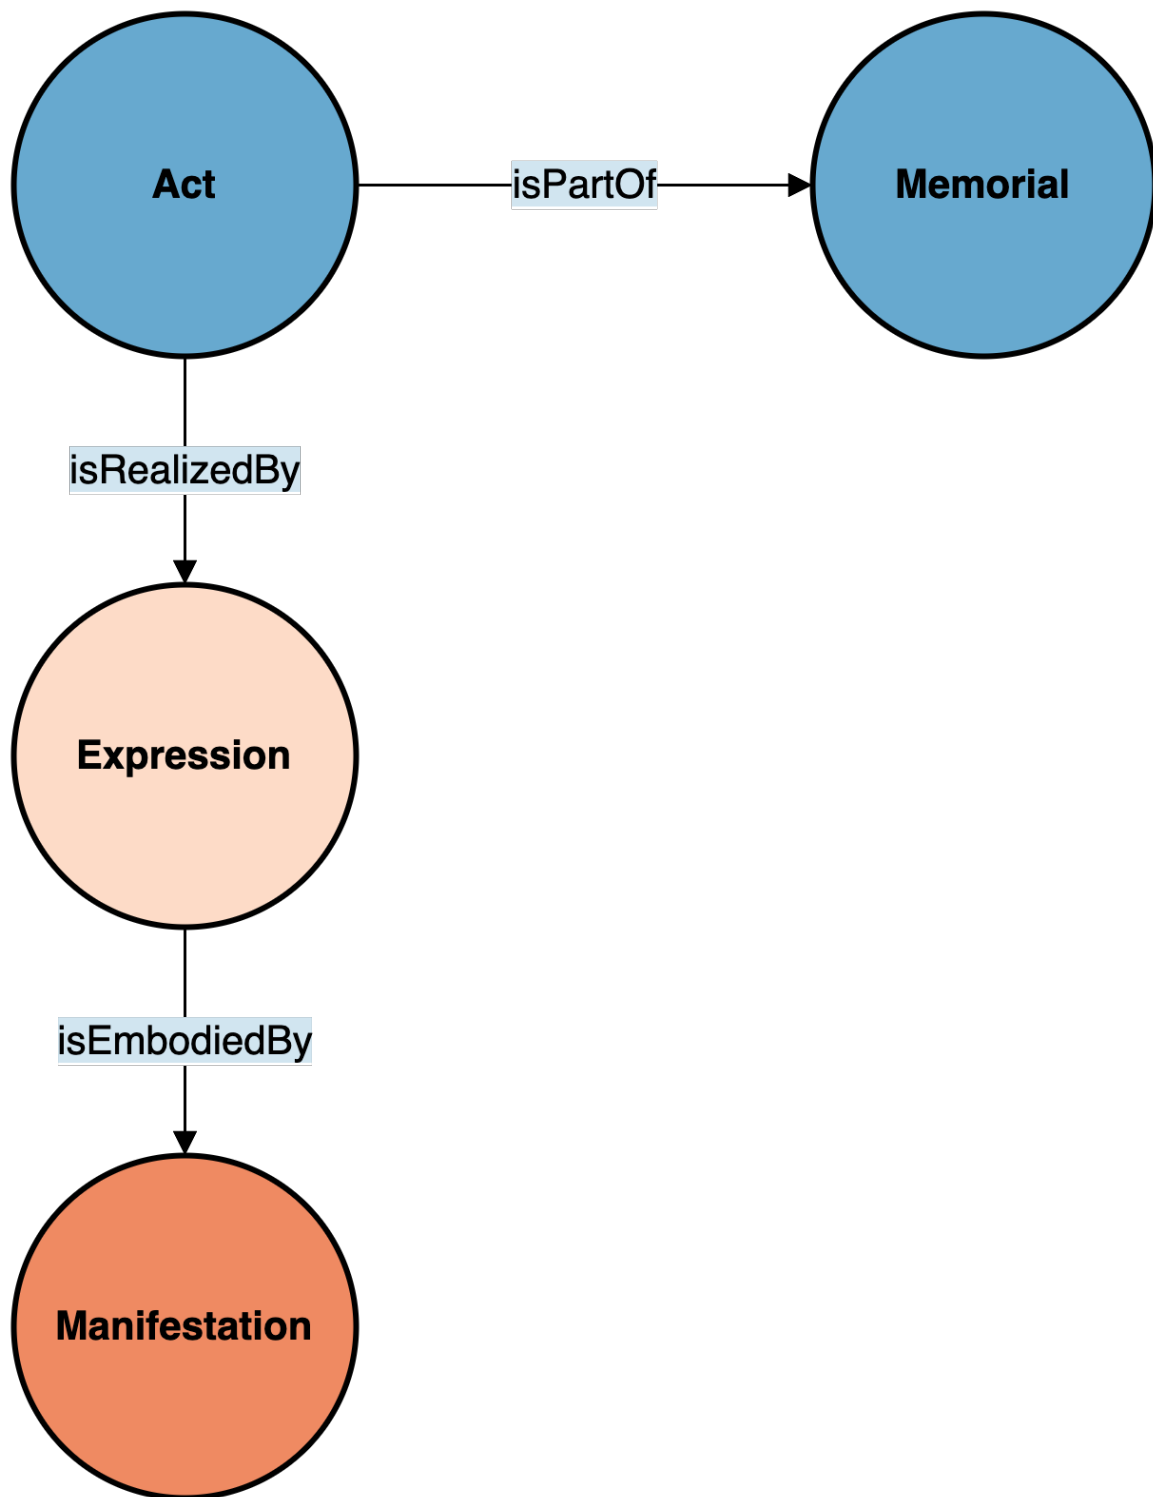 Act
isPartOf
Memorial
isRealizedBy
Expression
isEmbodiedBy
Manifestation